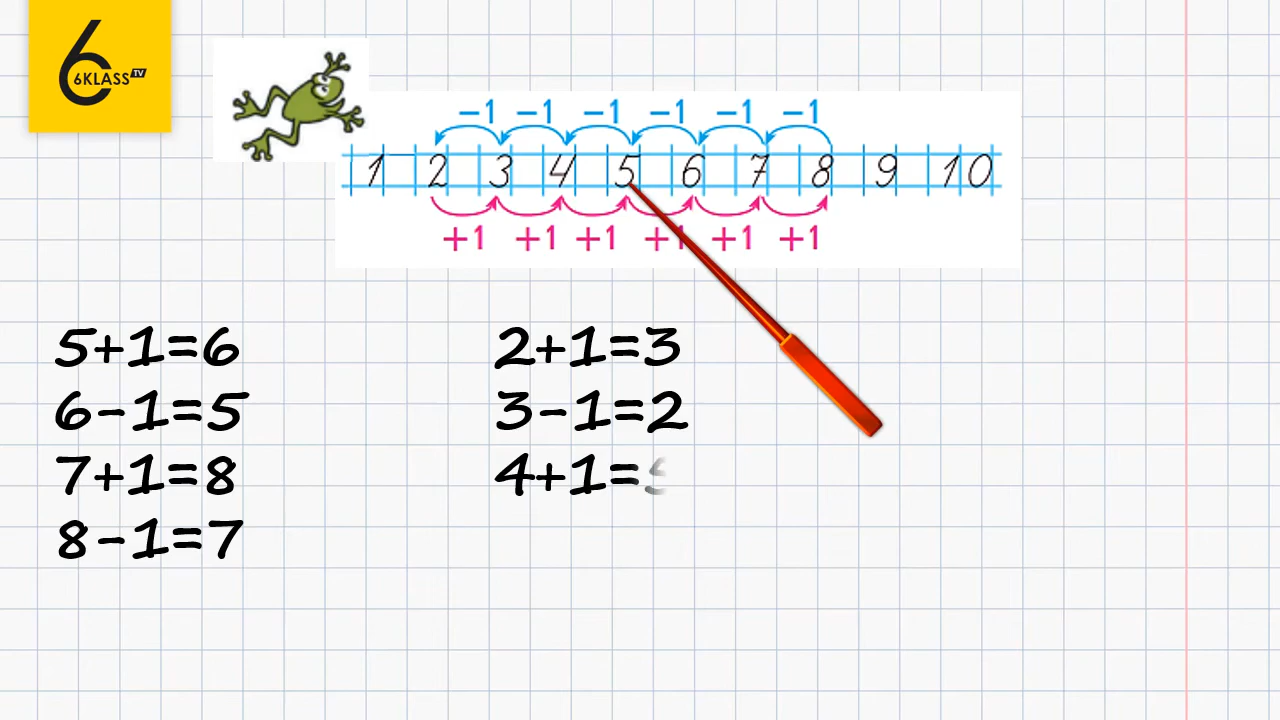 6
6KLASS TV
−1 −1 −1 −1 −1 −1
1 2 3 4 5 6 7 8 9 10
+1 +1 +1 +1 +1 +1
5+1=6
6−1=5
7+1=8
8−1=7
2+1=3
3−1=2
4+1=